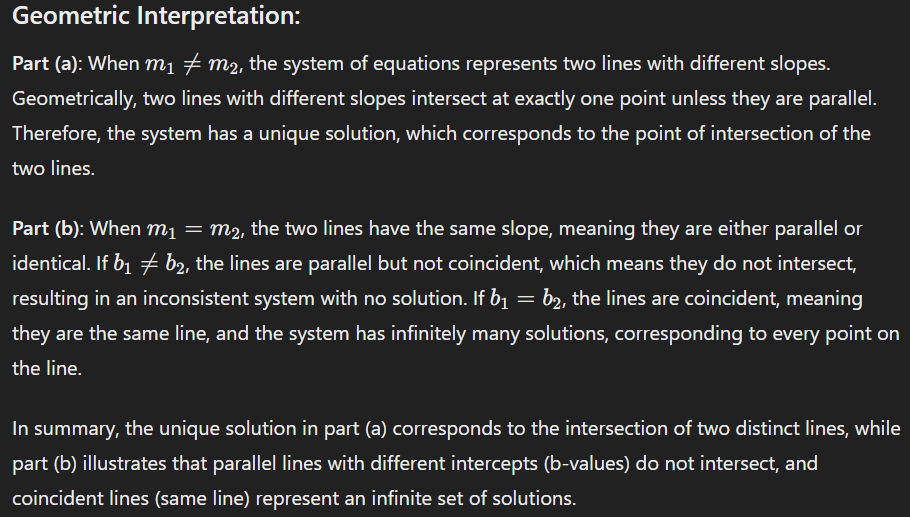 Geometric Interpretation:
Part (a): When m₁ ≠ m₂, the system of equations represents two lines with different slopes.
Geometrically, two lines with different slopes intersect at exactly one point unless they are parallel.
Therefore, the system has a unique solution, which corresponds to the point of intersection of the
two lines.
Part (b): When m₁ = m₂, the two lines have the same slope, meaning they are either parallel or
identical. If b₁ ≠ b₂, the lines are parallel but not coincident, which means they do not intersect,
resulting in an inconsistent system with no solution. If b₁ = b₂, the lines are coincident, meaning
they are the same line, and the system has infinitely many solutions, corresponding to every point on
the line.
In summary, the unique solution in part (a) corresponds to the intersection of two distinct lines, while
part (b) illustrates that parallel lines with different intercepts (b-values) do not intersect, and
coincident lines (same line) represent an infinite set of solutions.